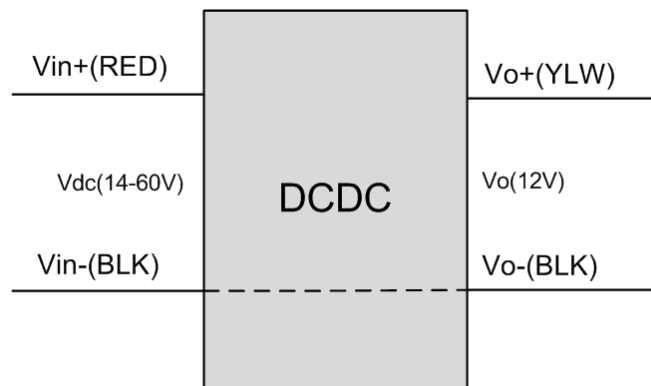 Vin+(RED)
Vo+(YLW)
Vdc(14-60V)
DCDC
Vo(12V)
Vin-(BLK)
Vo-(BLK)